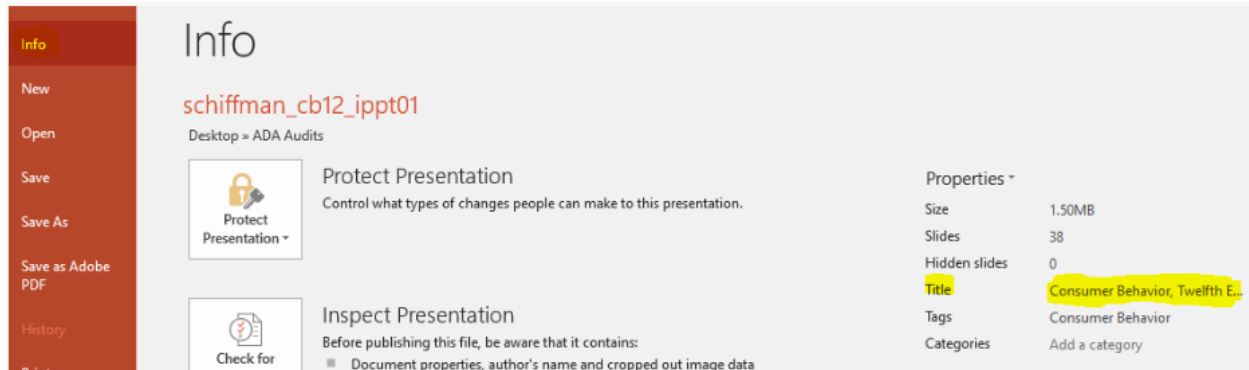 Info
New
Open
Save
Save As
Save as Adobe
PDF
History
Info
schiffman_cb12_ippt01
Desktop » ADA Audits
Protect
Presentation
Protect Presentation
Control what types of changes people can make to this presentation.
Check for
Inspect Presentation
Before publishing this file, be aware that it contains:
Document properties, author's name and cropped out image data
Properties
Size 1.50MB
Slides 38
Hidden slides 0
Title Consumer Behavior, Twelfth E...
Tags Consumer Behavior
Categories Add a category